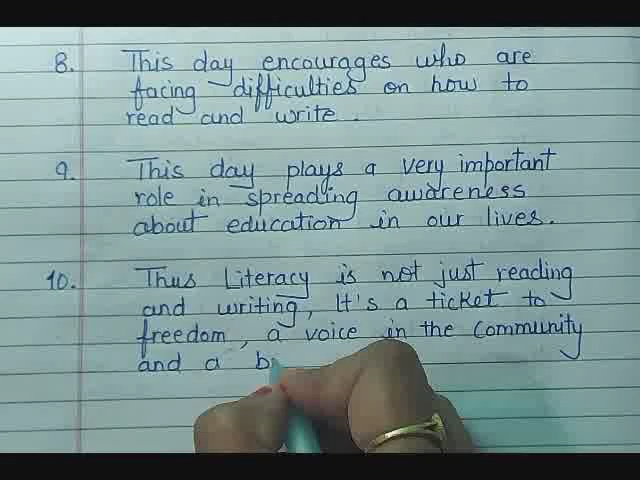 8. This day encourages who are
facing difficulties on how to
read and write.
9. This day plays a very important
role in spreading awareness
about education in our lives.
10. Thus Literacy is not just reading
and writing, It's a ticket to
freedom, a voice in the community
and a b